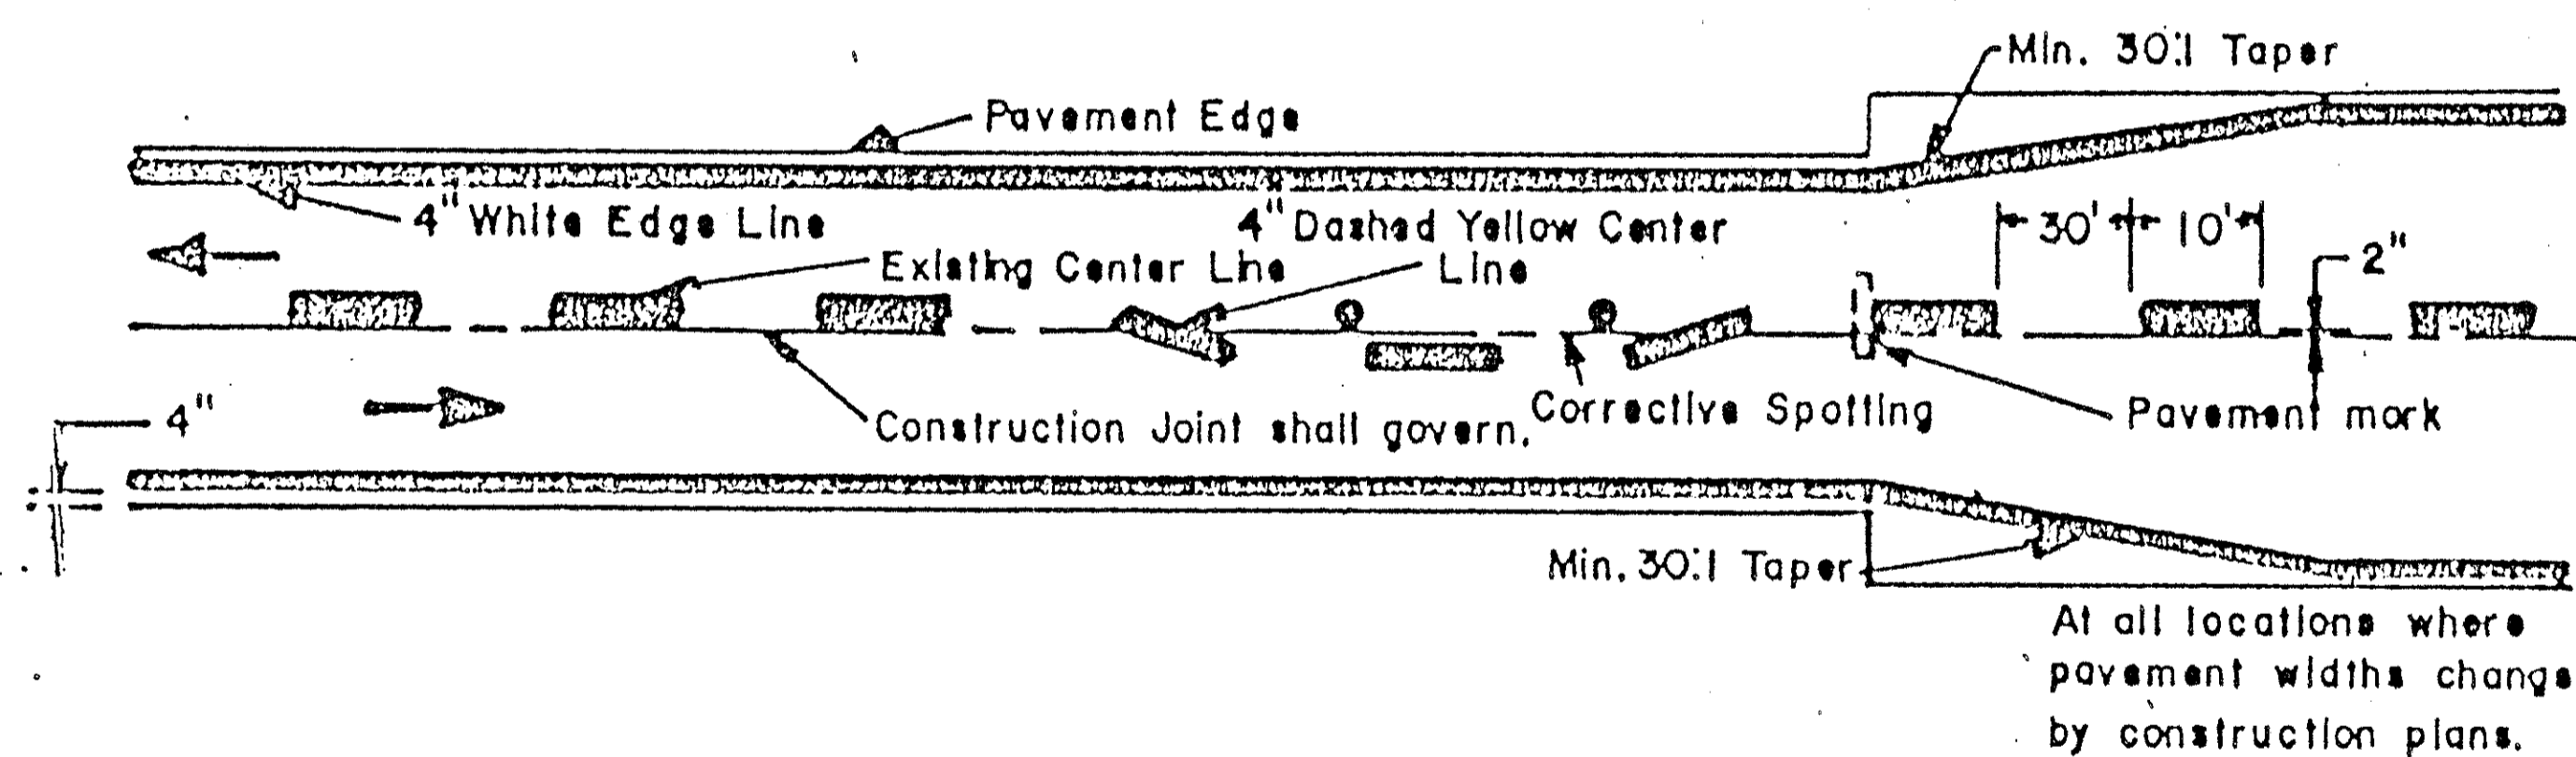 Min. 30:1 Taper
Pavement Edge
4" White Edge Line
4" Dashed Yellow Center
Line
30'
10'
2"
Existing Center Line
4"
Construction Joint shall govern.
Corrective Spotting
Pavement mark
Min. 30:1 Taper
At all locations where
pavement widths change
by construction plans.